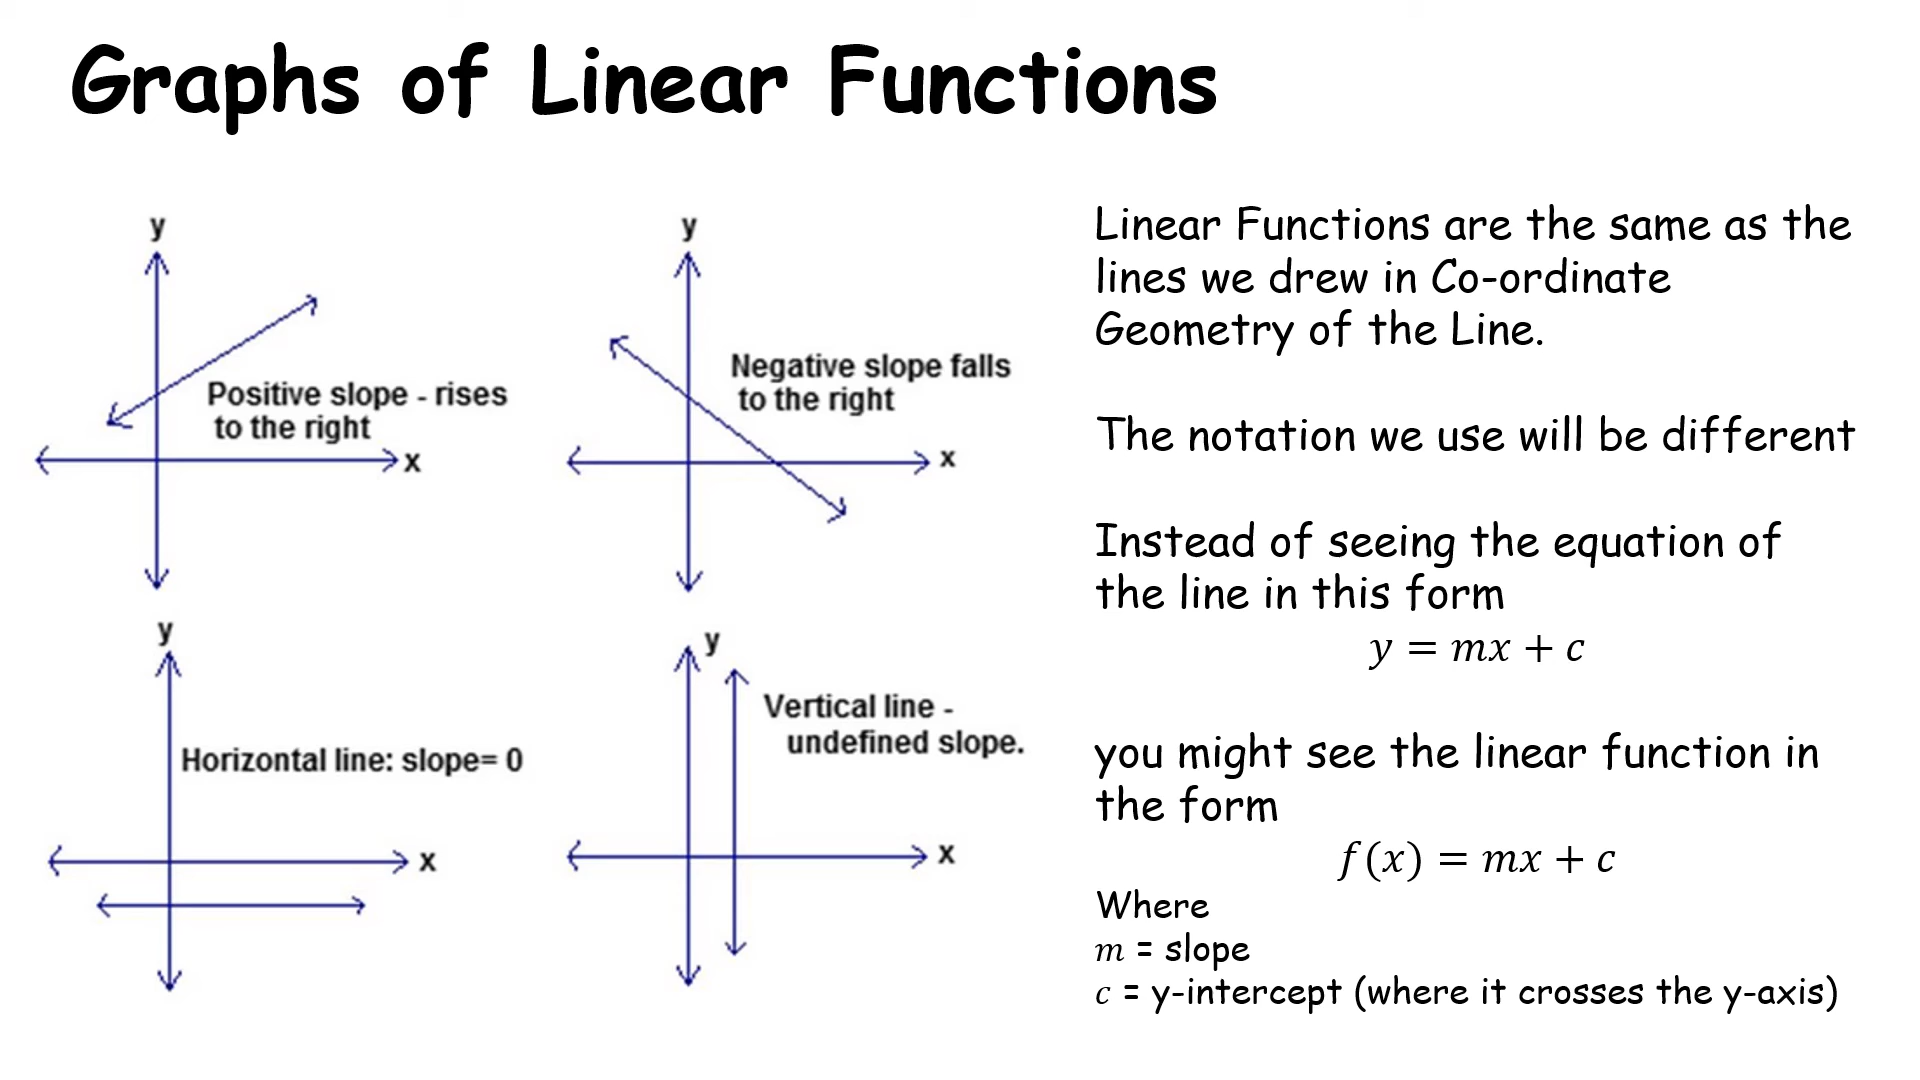 Graphs of Linear Functions
y
Positive slope - rises
to the right
x
y
Negative slope falls
to the right
x
y
Horizontal line: slope= 0
x
y
Vertical line -
undefined slope.
x
Linear Functions are the same as the
lines we drew in Co-ordinate
Geometry of the Line.
The notation we use will be different
Instead of seeing the equation of
the line in this form
y = mx + c
you might see the linear function in
the form
f(x) = mx + c
Where
m = slope
c = y-intercept (where it crosses the y-axis)